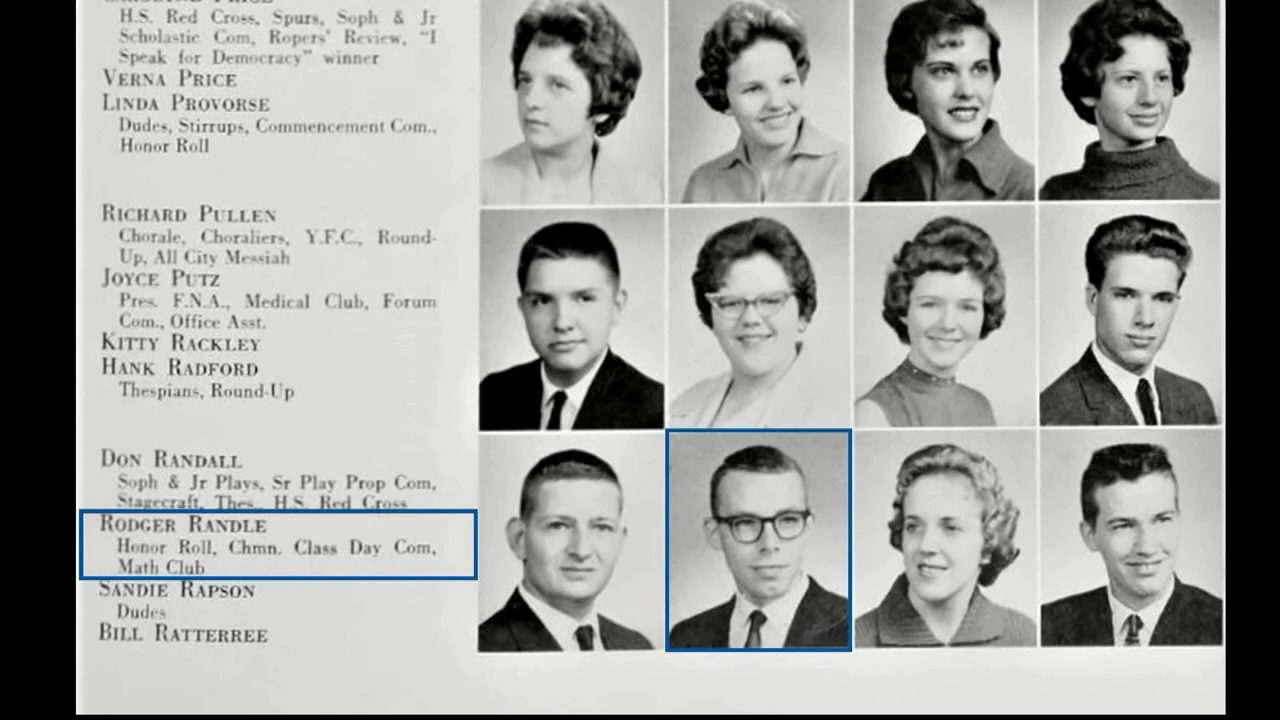 H.S. Red Cross, Spurs, Soph & Jr
Scholastic Com, Ropers' Review, "I
Speak for Democracy" winner
VERNA PRICE
LINDA PROVORSE
Dudes, Stirrups, Commencement Com.,
Honor Roll
RICHARD PULLEN
Chorale, Choraliers, Y.F.C., Round-
Up, All City Messiah
JOYCE PUTZ
Pres. F.N.A., Medical Club, Forum
Com., Office Asst.
KITTY RACKLEY
HANK RADFORD
Thespians, Round-Up
DON RANDALL
Soph & Jr Plays, Sr Play Prop Com,
Stagecraft, Thes., H.S. Red Cross
RODGER RANDLE
Honor Roll, Chmn. Class Day Com,
Math Club
SANDIE RAPSON
Dudes
BILL RATTERREE